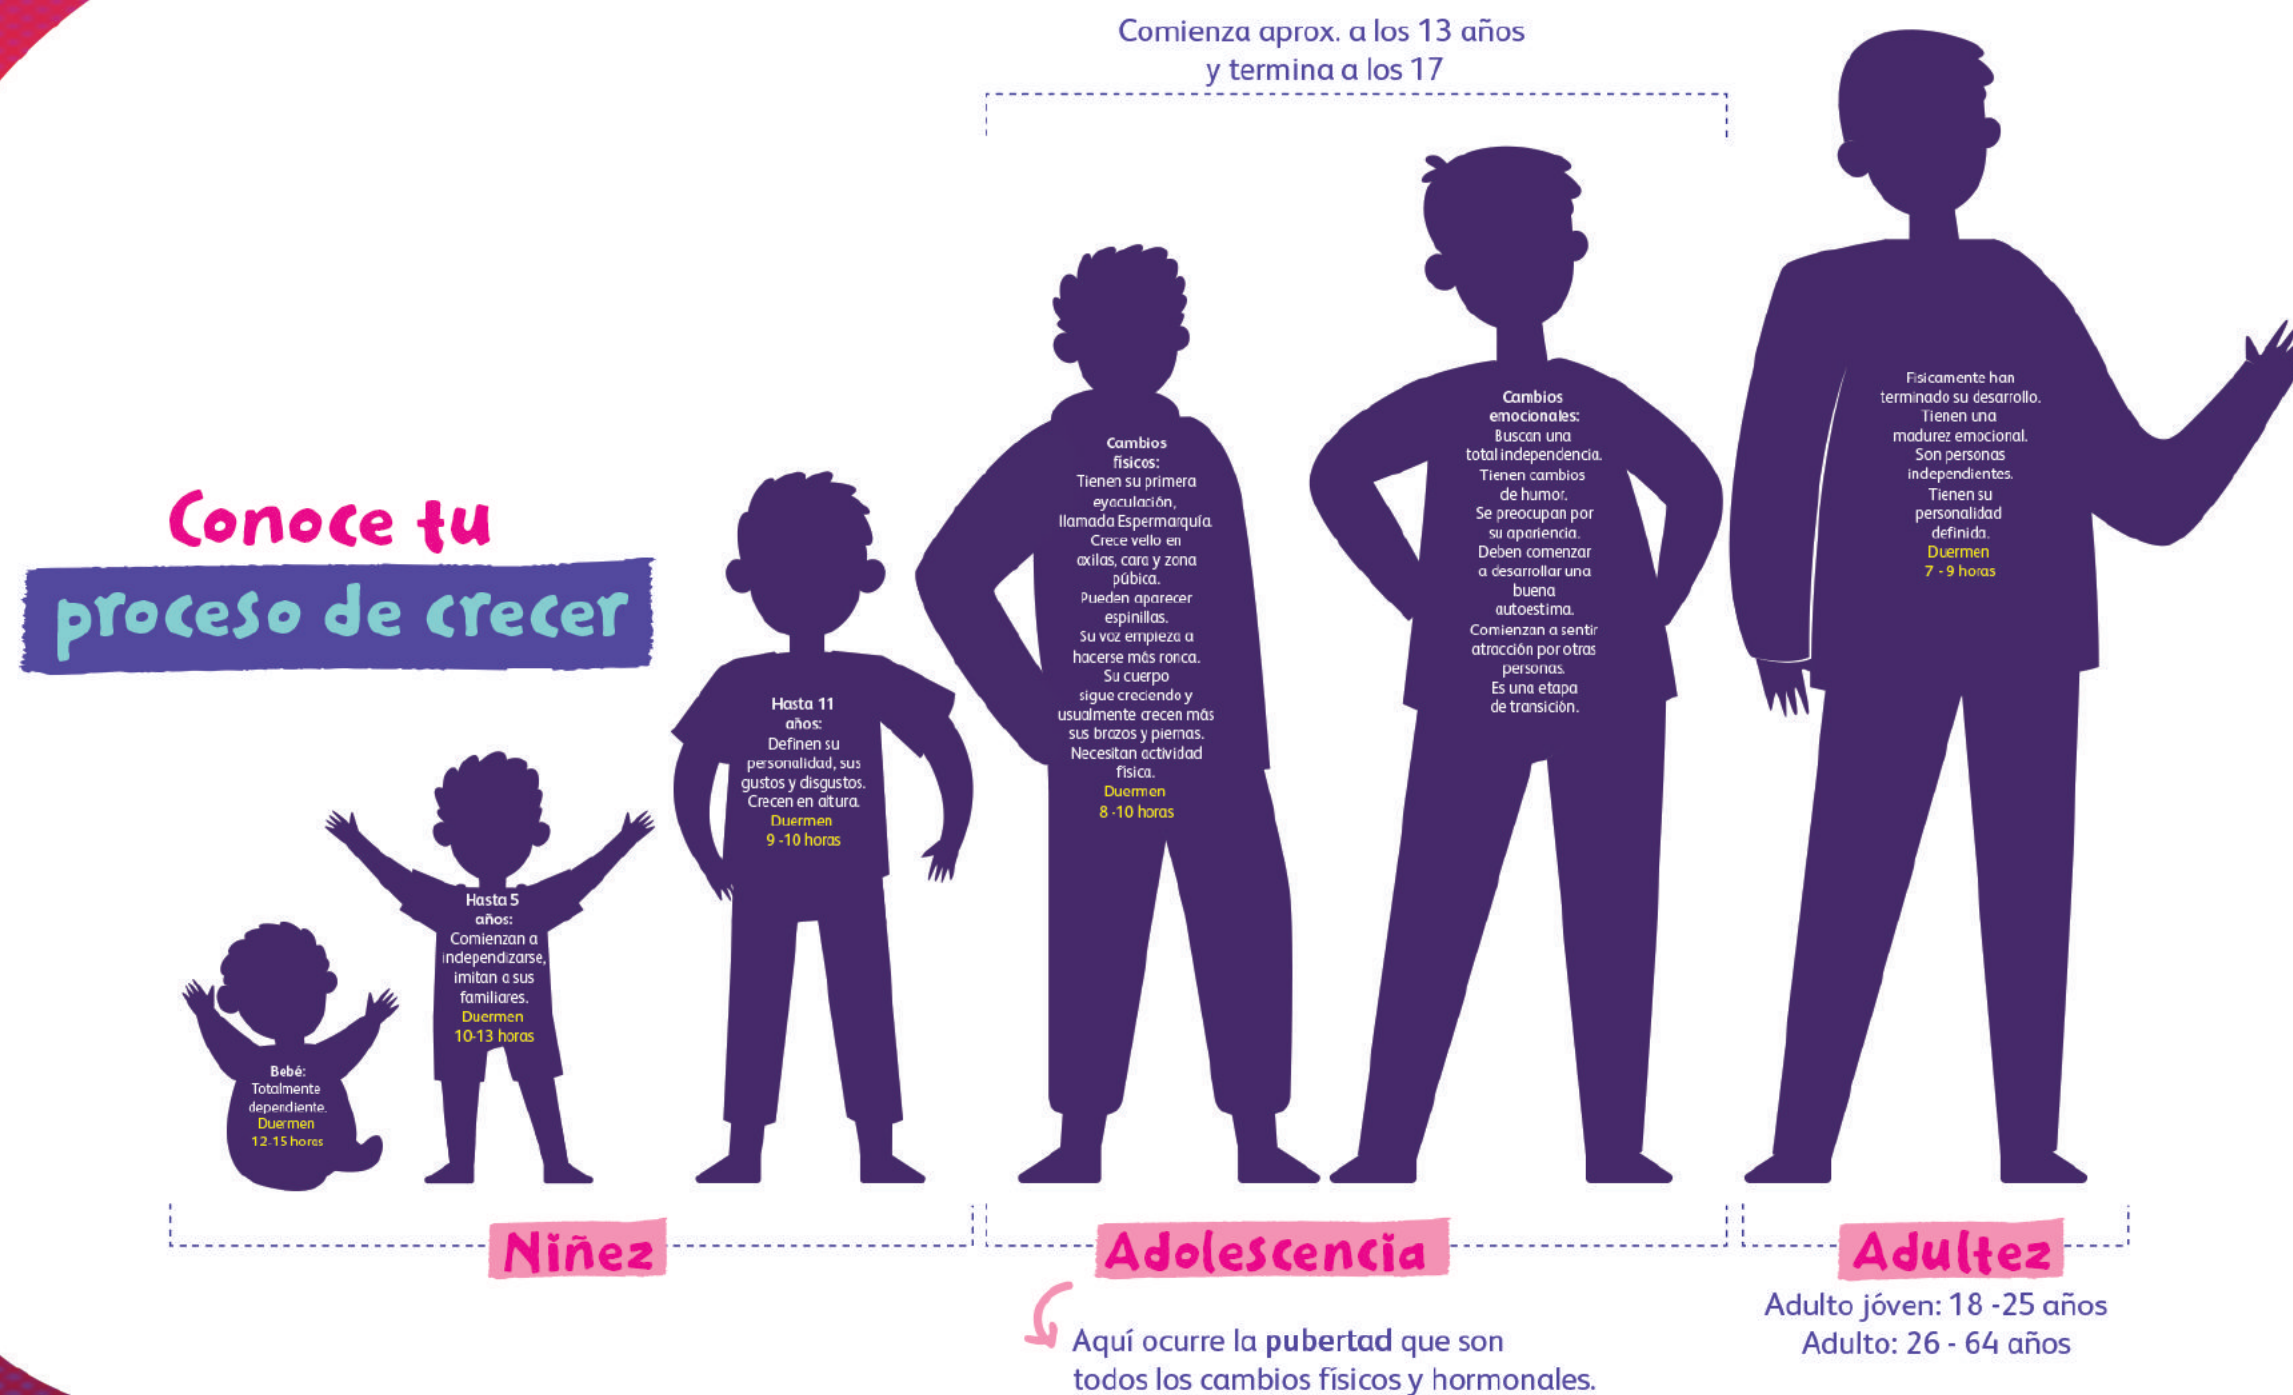 Conoce tu
proceso de crecer
Bebé:
Totalmente
dependiente.
Duermen
12-15 horas
Hasta 5
años:
Comienzan a
independizarse,
imitan a sus
familiares.
Duermen
10-13 horas
Hasta 11
años:
Definen su
personalidad, sus
gustos y disgustos.
Crecen en altura.
Duermen
9 -10 horas
Niñez
Comienza aprox. a los 13 años
y termina a los 17
Cambios
físicos:
Tienen su primera
eyaculación,
llamada Espermarquía.
Crece vello en
axilas, cara y zona
púbica.
Pueden aparecer
espinillas.
Su voz empieza a
hacerse más ronca.
Su cuerpo
sigue creciendo y
usualmente crecen más
sus brazos y piernas.
Necesitan actividad
física.
Duermen
8 -10 horas
Cambios
emocionales:
Buscan una
total independencia.
Tienen cambios
de humor.
Se preocupan por
su apariencia.
Deben comenzar
a desarrollar una
buena
autoestima.
Comienzan a sentir
atracción por otras
personas.
Es una etapa
de transición.
Adolescencia
Aquí ocurre la pubertad que son
todos los cambios físicos y hormonales.
Fisicamente han
terminado su desarrollo.
Tienen una
madurez emocional.
Son personas
independientes.
Tienen su
personalidad
definida.
Duermen
7 - 9 horas
Adultez
Adulto jóven: 18 -25 años
Adulto: 26 - 64 años